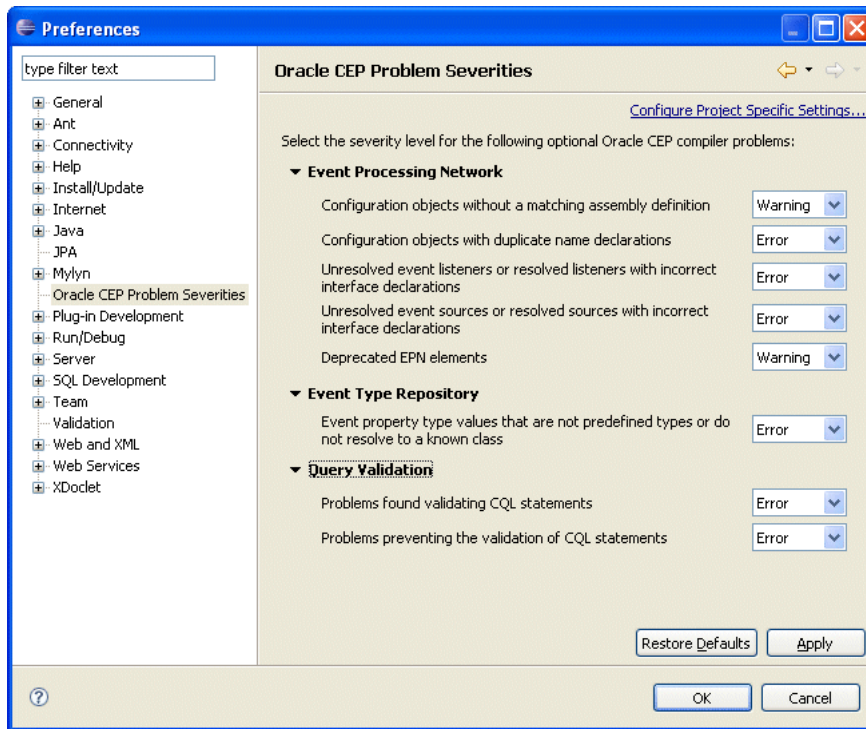 Preferences
type filter text
General
Ant
Connectivity
Help
Install/Update
Internet
Java
JPA
Mylyn
Oracle CEP Problem Severities
Plug-in Development
Run/Debug
Server
SQL Development
Team
Validation
Web and XML
Web Services
XDoclet
Oracle CEP Problem Severities
Configure Project Specific Settings...
Select the severity level for the following optional Oracle CEP compiler problems:
Event Processing Network
Configuration objects without a matching assembly definition Warning
Configuration objects with duplicate name declarations Error
Unresolved event listeners or resolved listeners with incorrect
interface declarations Error
Unresolved event sources or resolved sources with incorrect
interface declarations Error
Deprecated EPN elements Warning
Event Type Repository
Event property type values that are not predefined types or do
not resolve to a known class Error
Query Validation
Problems found validating CQL statements Error
Problems preventing the validation of CQL statements Error
Restore Defaults Apply
? OK Cancel